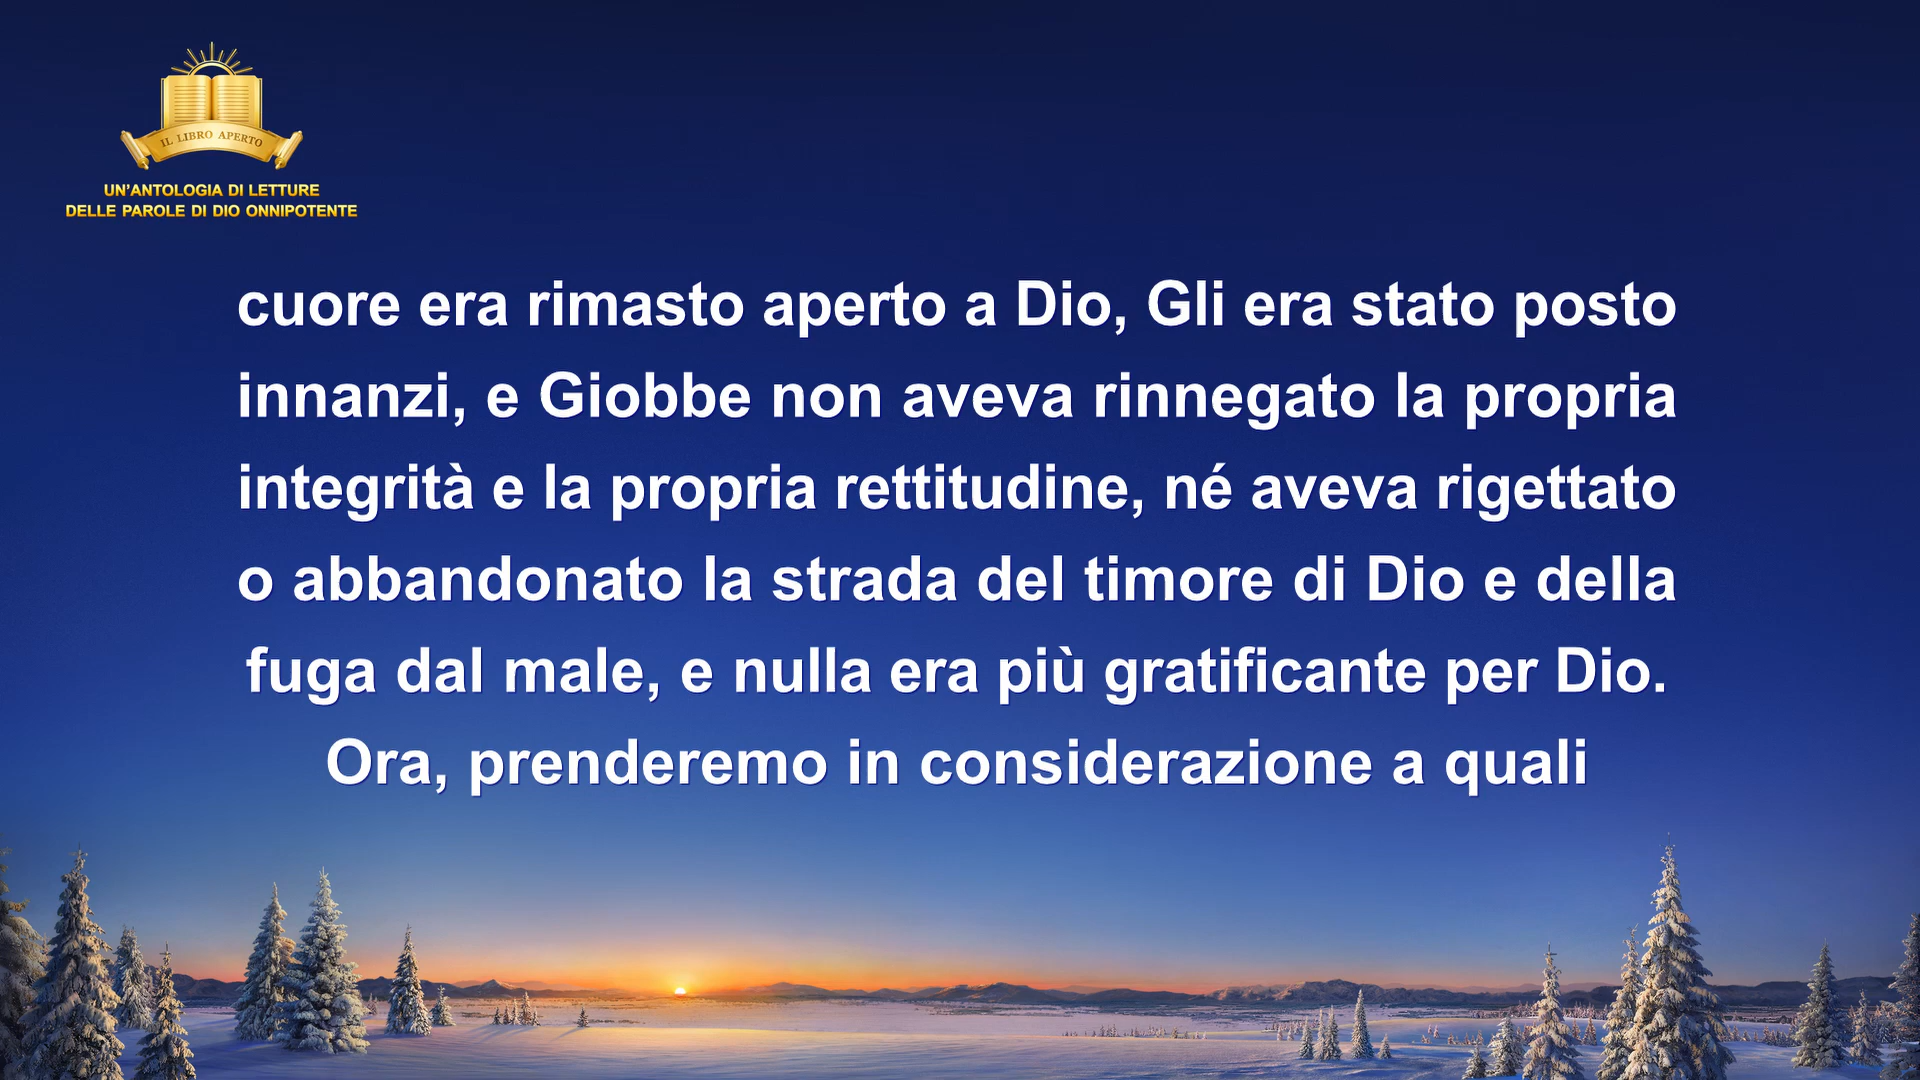 IL LIBRO APERTO
UN'ANTOLOGIA DI LETTURE
DELLE PAROLE DI DIO ONNIPOTENTE
cuore era rimasto aperto a Dio, Gli era stato posto
innanzi, e Giobbe non aveva rinnegato la propria
integrità e la propria rettitudine, né aveva rigettato
o abbandonato la strada del timore di Dio e della
fuga dal male, e nulla era più gratificante per Dio.
Ora, prenderemo in considerazione a quali